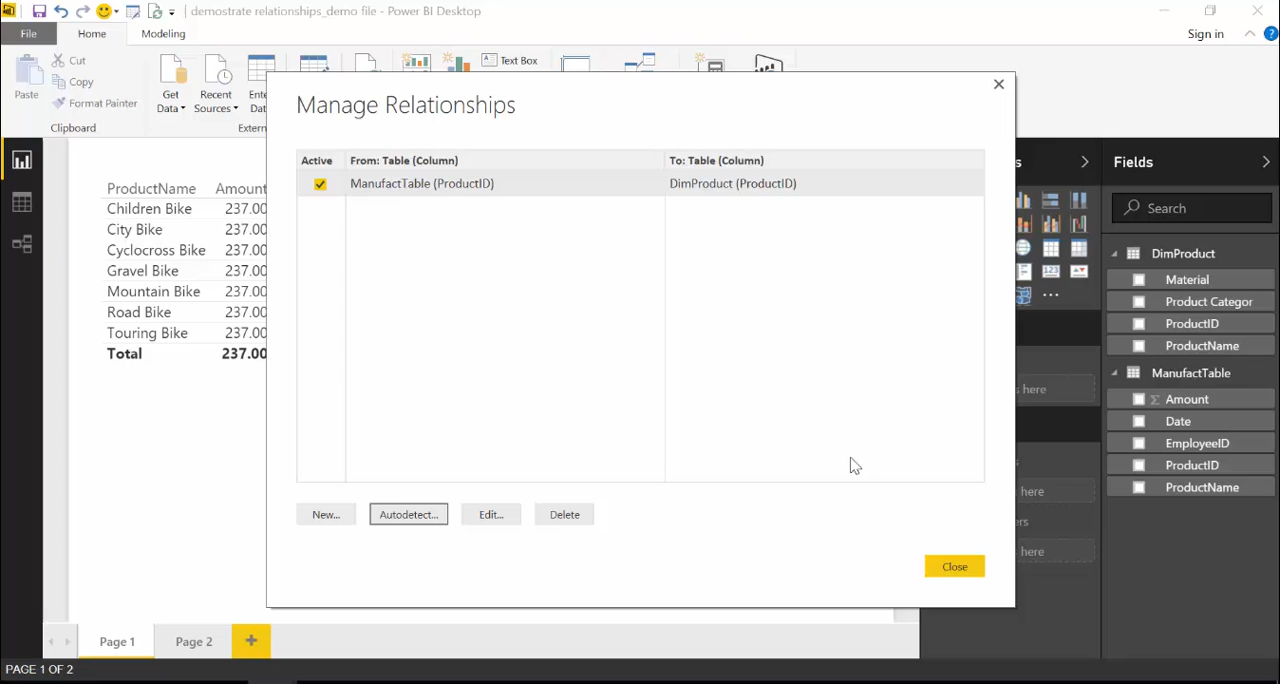 demostrate relationships_demo file - Power BI Desktop
File
Home
Modeling
Sign in
?
Paste
Cut
Copy
Format Painter
Clipboard
Get
Data
Recent
Sources
Text Box
Manage Relationships
Active
From: Table (Column)
To: Table (Column)
ManufactTable (ProductID)
DimProduct (ProductID)
New...
Autodetect...
Edit...
Delete
Close
ProductName
Amount
Children Bike 237.00
City Bike 237.00
Cyclocross Bike 237.00
Gravel Bike 237.00
Mountain Bike 237.00
Road Bike 237.00
Touring Bike 237.00
Total 237.00
123
here
here
here
Fields
Search
DimProduct
Material
Product Categor
ProductID
ProductName
ManufactTable
Σ Amount
Date
EmployeeID
ProductID
ProductName
Page 1
Page 2
PAGE 1 OF 2